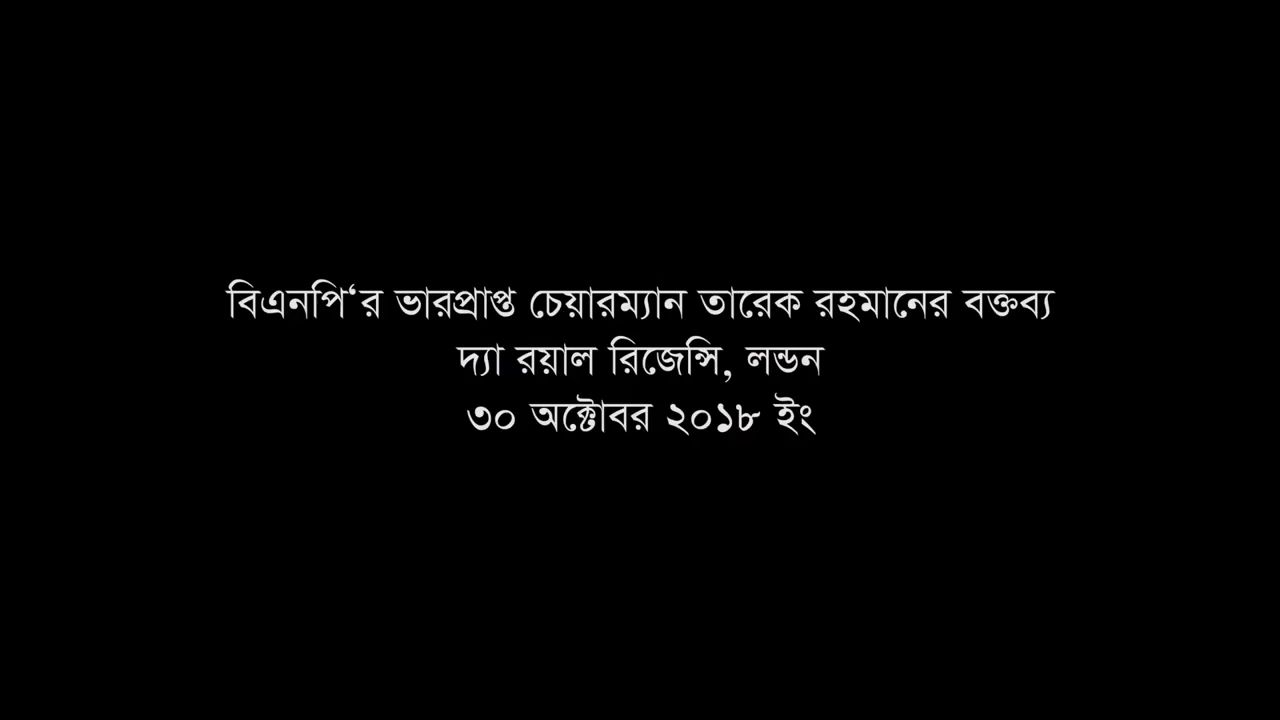 বিএনপি‘র ভারপ্রাপ্ত চেয়ারম্যান তারেক রহমানের বক্তব্য
দ্যা রয়াল রিজেন্সি, লন্ডন
৩০ অক্টোবর ২০১৮ ইং